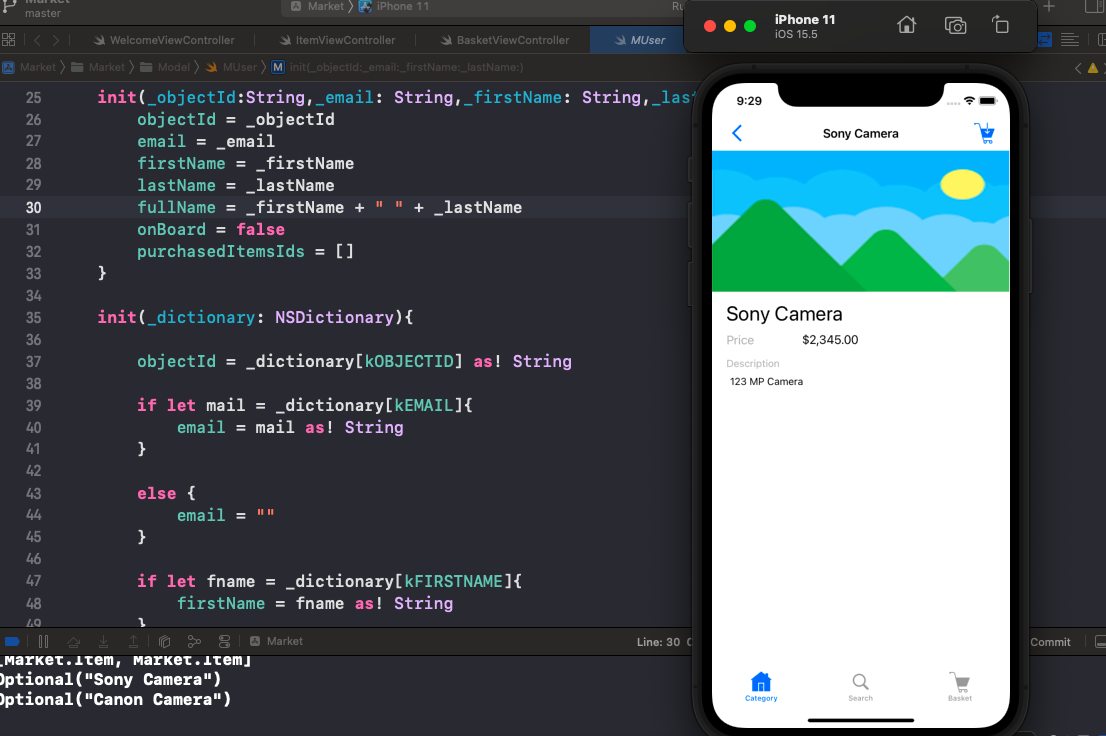 Market
master
Market
iPhone 11
Ru
WelcomeViewController
ItemViewController
BasketViewController
MUser
Market
Market
Model
MUser
M
init(_objectId:_email:_firstName:_lastName:)
25 init(_objectId:String,_email: String,_firstName: String,_las
26 objectId = _objectId
27 email = _email
28 firstName = _firstName
29 lastName = _lastName
30 fullName = _firstName + " " + _lastName
31 onBoard = false
32 purchasedItemsIds = []
33 }
34
35 init(_dictionary: NSDictionary){
36
37 objectId = _dictionary[kOBJECTID] as! String
38
39 if let mail = _dictionary[kEMAIL]{
40 email = mail as! String
41 }
42
43 else {
44 email = ""
45 }
46
47 if let fname = _dictionary[kFIRSTNAME]{
48 firstName = fname as! String
49 }
Market
Line: 30 C
Commit
[Market.Item, Market.Item]
Optional("Sony Camera")
Optional("Canon Camera")
iPhone 11
iOS 15.5
9:29
Sony Camera
Sony Camera
Price $2,345.00
Description
123 MP Camera
Category
Search
Basket